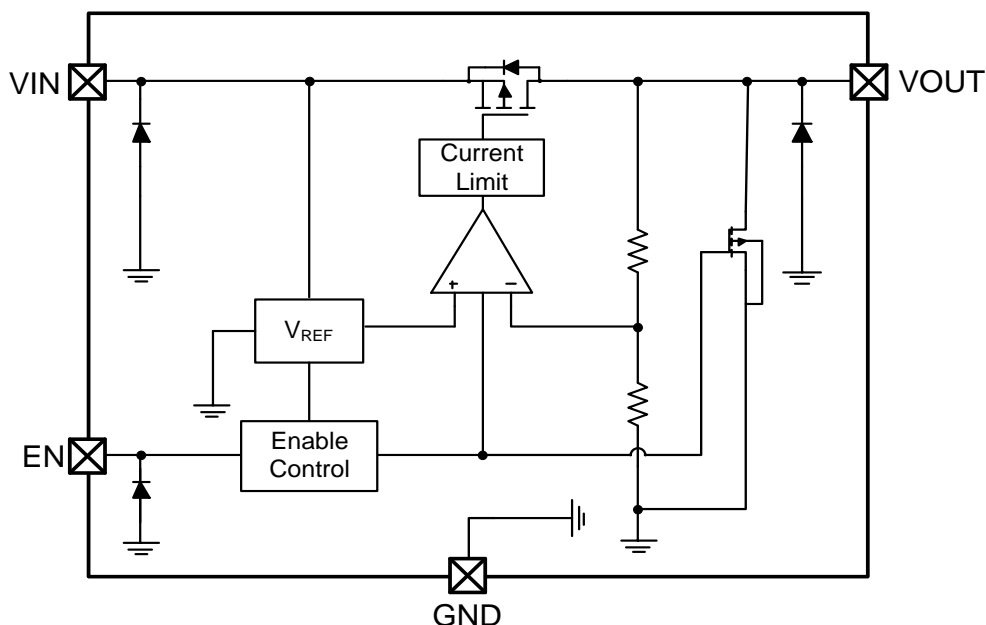 VIN
VOUT
Current
Limit
+
−
VREF
EN
Enable
Control
GND